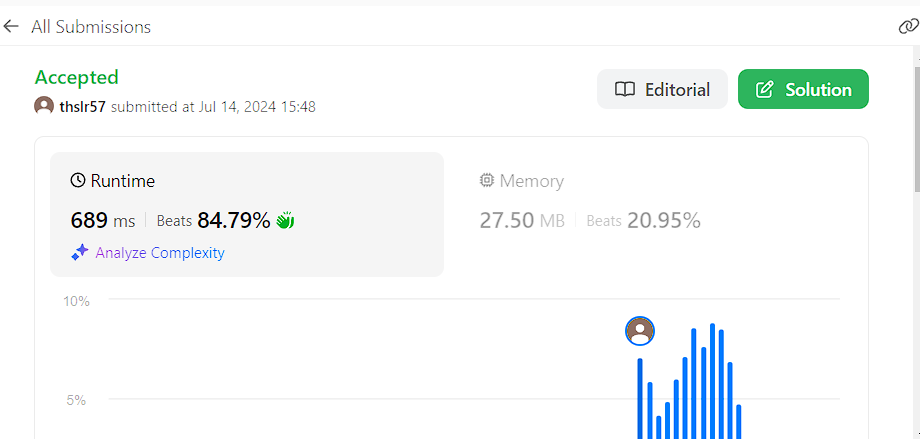 All Submissions
Accepted
thslr57 submitted at Jul 14, 2024 15:48
Editorial
Solution
Runtime
689 ms Beats 84.79%
Analyze Complexity
Memory
27.50 MB Beats 20.95%
10%
5%